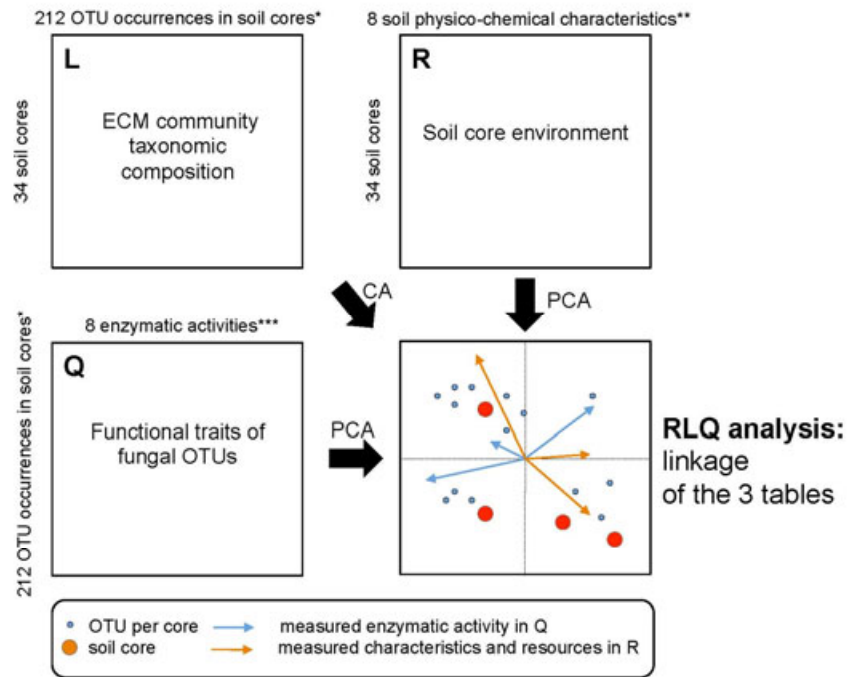 212 OTU occurrences in soil cores*
8 soil physico-chemical characteristics**
L
34 soil cores
ECM community
taxonomic
composition
R
34 soil cores
Soil core environment
CA
PCA
8 enzymatic activities***
212 OTU occurrences in soil cores*
Q
Functional traits of
fungal OTUs
PCA
RLQ analysis:
linkage
of the 3 tables
OTU per core
measured enzymatic activity in Q
soil core
measured characteristics and resources in R